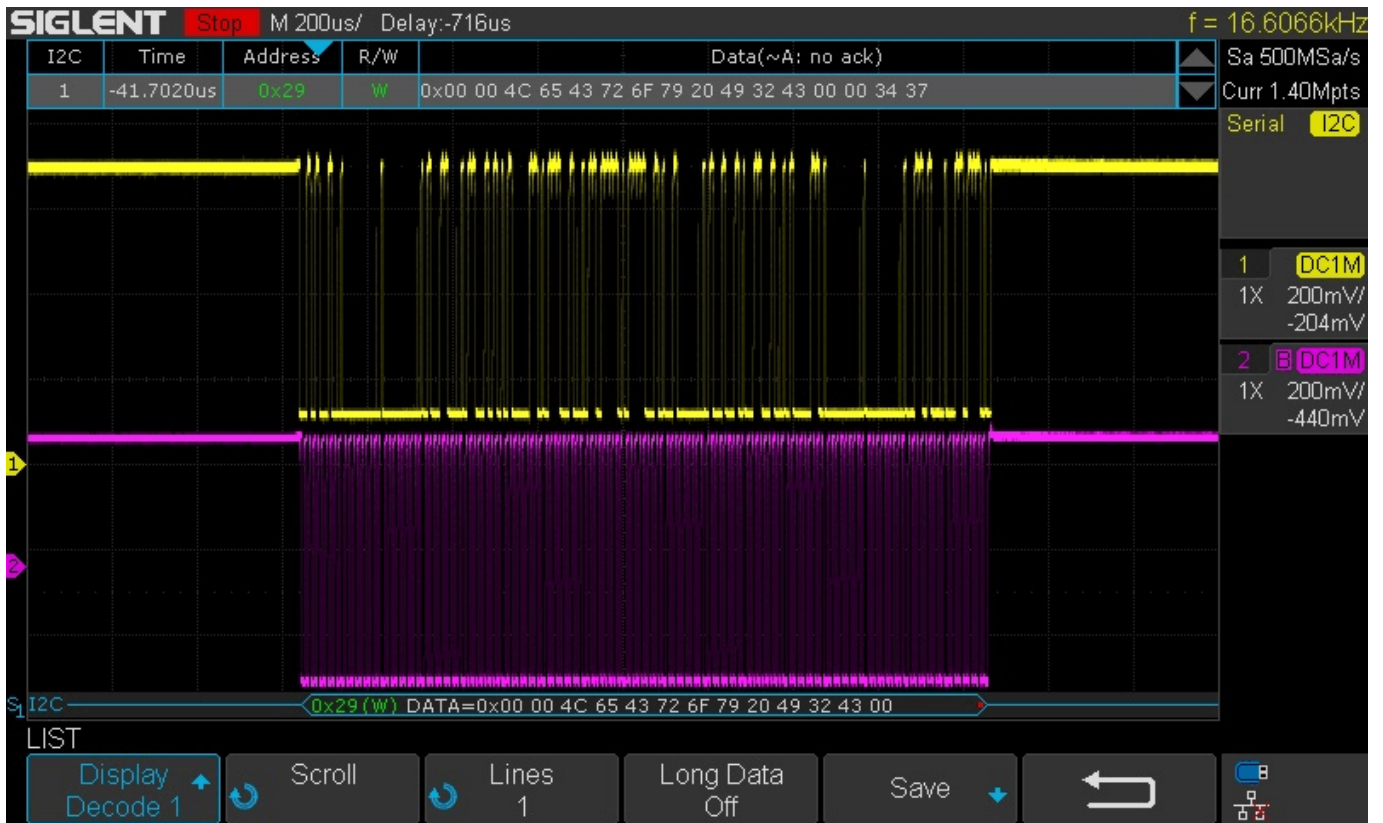 SIGLENT Stop M 200us/ Delay:-716us f = 16.6066kHz
I2C Time Address R/W Data(~A: no ack) Sa 500MSa/s
1 -41.7020us 0x29 W 0x00 00 4C 65 43 72 6F 79 20 49 32 43 00 00 34 37 Curr 1.40Mpts
Serial I2C
1 DC1M
1X 200mV/
-204mV
2 B DC1M
1X 200mV/
-440mV
1
2
S1 I2C 0x29(W) DATA=0x00 00 4C 65 43 72 6F 79 20 49 32 43 00
LIST
Display Decode 1 Scroll Lines 1 Long Data Off Save